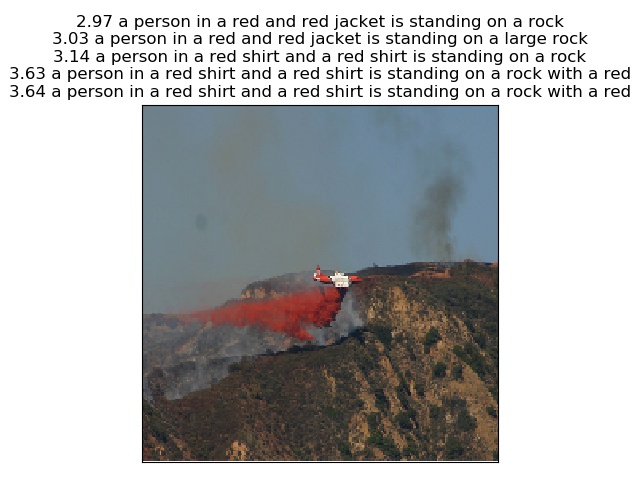 2.97 a person in a red and red jacket is standing on a rock
3.03 a person in a red and red jacket is standing on a large rock
3.14 a person in a red shirt and a red shirt is standing on a rock
3.63 a person in a red shirt and a red shirt is standing on a rock with a red
3.64 a person in a red shirt and a red shirt is standing on a rock with a red